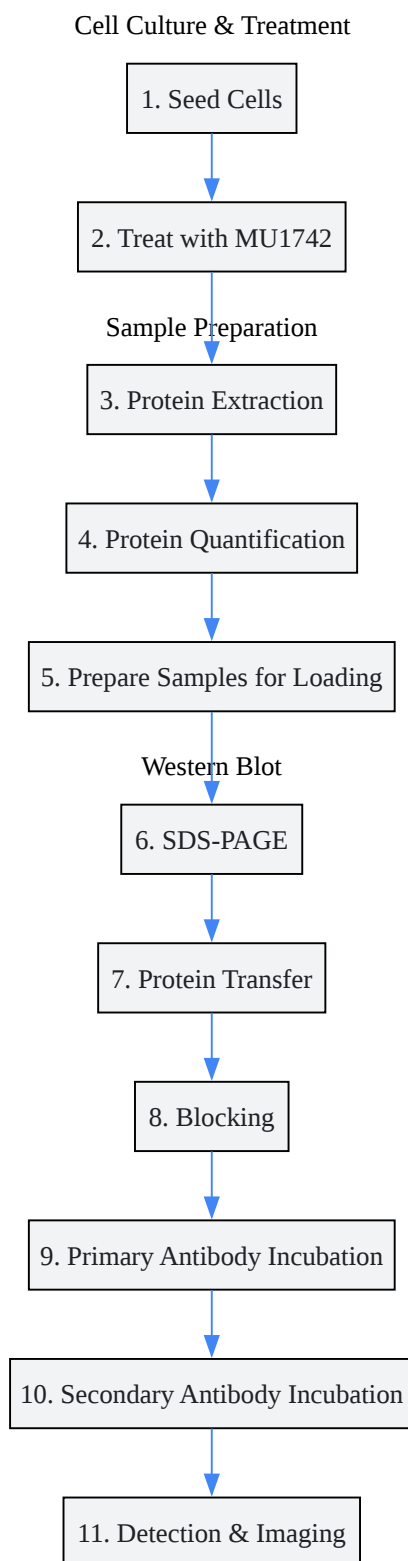 Cell Culture & Treatment
1. Seed Cells
2. Treat with MU1742
Sample Preparation
3. Protein Extraction
4. Protein Quantification
5. Prepare Samples for Loading
Western Blot
6. SDS-PAGE
7. Protein Transfer
8. Blocking
9. Primary Antibody Incubation
10. Secondary Antibody Incubation
11. Detection & Imaging